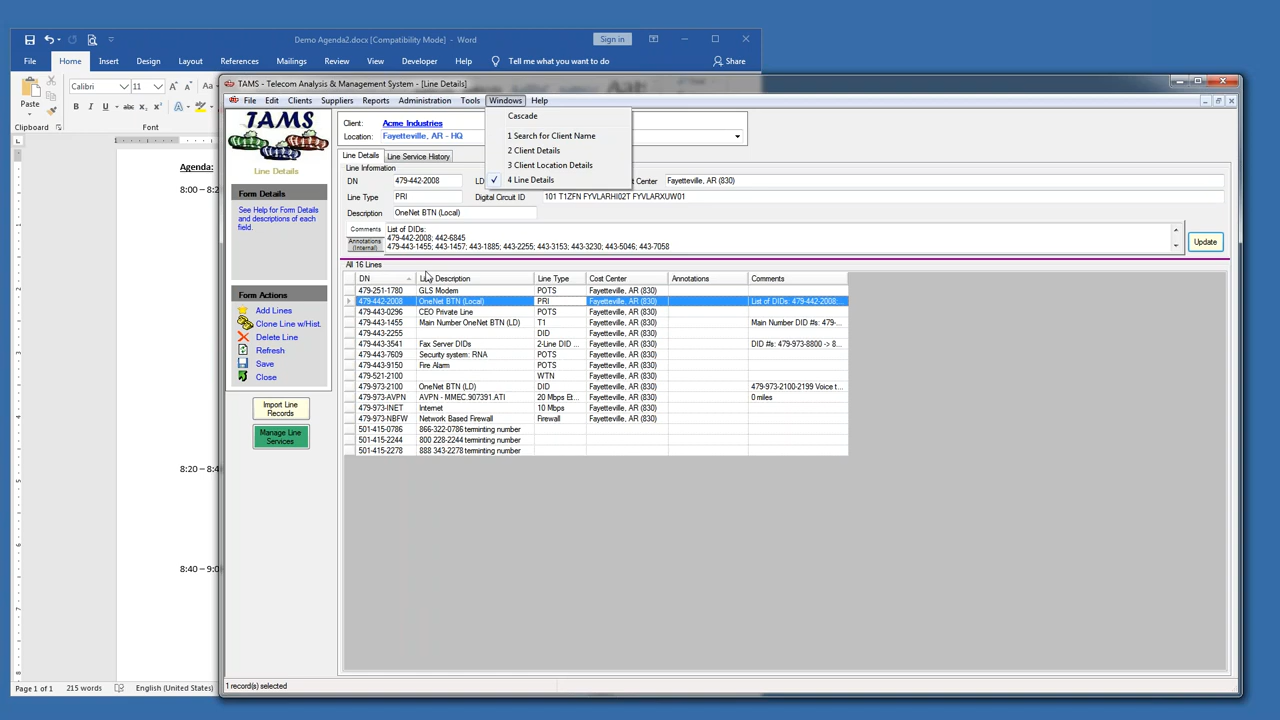 Demo Agenda2.docx [Compatibility Mode] - Word
Sign in
File Home Insert Design Layout References Mailings Review View Developer Help Tell me what you want to do Share
Paste
Clipboard
Calibri 11
B I U
Font
Agenda:
8:00 –
8:20 – 8:4
8:40 – 9:0
Page 1 of 1 215 words English (United States)
TAMS - Telecom Analysis & Management System - [Line Details]
File Edit Clients Suppliers Reports Administration Tools Windows Help
Cascade
1 Search for Client Name
2 Client Details
3 Client Location Details
4 Line Details
TAMS
Line Details
Form Details
See Help for Form Details
and descriptions of each
field.
Form Actions
Add Lines
Clone Line w/Hist.
Delete Line
Refresh
Save
Close
Import Line
Records
Manage Line
Services
Client: Acme Industries
Location: Fayetteville, AR - HQ
Line Details Line Service History
Line Information
DN 479-442-2008 LD Center Fayetteville, AR (830)
Line Type PRI Digital Circuit ID 101 T1ZFN FYVLARHI02T FYVLARXUW01
Description OneNet BTN (Local)
Comments
Annotations
(Internal)
List of DIDs:
479-442-2008; 442-6845
479-443-1455; 443-1457; 443-1885; 443-2255; 443-3153; 443-3230; 443-5046; 443-7058
Update
All 16 Lines
DN Line Description Line Type Cost Center Annotations Comments
479-251-1780 GLS Modem POTS Fayetteville, AR (830)
479-442-2008 OneNet BTN (Local) PRI Fayetteville, AR (830) List of DIDs: 479-442-2008;...
479-443-0296 CEO Private Line POTS Fayetteville, AR (830)
479-443-1455 Main Number OneNet BTN (LD) T1 Fayetteville, AR (830) Main Number DID #s: 479-...
479-443-2255 DID Fayetteville, AR (830)
479-443-3541 Fax Server DIDs 2-Line DID ... Fayetteville, AR (830) DID #s: 479-973-8800 -> 8...
479-443-7609 Security system: RNA POTS Fayetteville, AR (830)
479-443-9150 Fire Alarm POTS Fayetteville, AR (830)
479-521-2100 WTN Fayetteville, AR (830)
479-973-2100 OneNet BTN (LD) DID Fayetteville, AR (830) 479-973-2100-2199 Voice t...
479-973-AVPN AVPN - MMEC.907391.ATI 20 Mbps Et... Fayetteville, AR (830) 0 miles
479-973-INET Internet 10 Mbps Fayetteville, AR (830)
479-973-NBFW Network Based Firewall Firewall Fayetteville, AR (830)
501-415-0786 866-322-0786 terminting number
501-415-2244 800 228-2244 terminting number
501-415-2278 888 343-2278 terminting number
1 record(s) selected